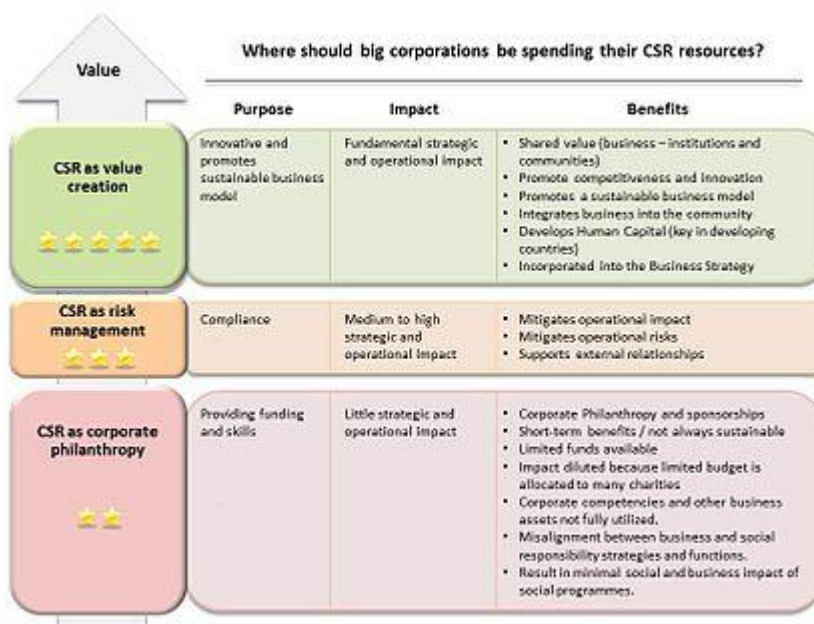 Where should big corporations be spending their CSR resources?
Value
Purpose
Impact
Benefits
CSR as value
creation
Innovative and
promotes
sustainable business
model
Fundamental strategic
and operational impact
• Shared value (business – institutions and
communities)
• Promote competitiveness and innovation
• Promotes a sustainable business model
• Integrates business into the community
• Develops Human Capital (key in developing
countries)
• Incorporated into the Business Strategy
CSR as risk
management
Compliance
Medium to high
strategic and
operational impact
• Mitigates operational impact
• Mitigates operational risks
• Supports external relationships
CSR as corporate
philanthropy
Providing funding
and skills
Little strategic and
operational impact
• Corporate Philanthropy and sponsorships
• Short-term benefits / not always sustainable
• Limited funds available
• Impact diluted because limited budget is
allocated to many charities
• Corporate competencies and other business
assets not fully utilized.
• Misalignment between business and social
responsibility strategies and functions.
• Result in minimal social and business impact of
social programmes.